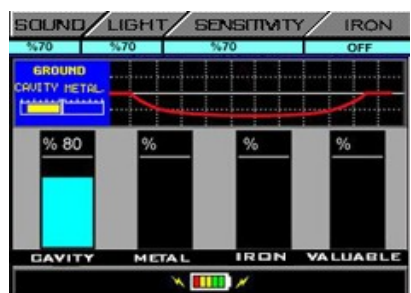 SOUND LIGHT SENSITIVITY IRON
%70 %70 %70 OFF
GROUND
CAVITY METAL
% 80 % % %
CAVITY METAL IRON VALUABLE